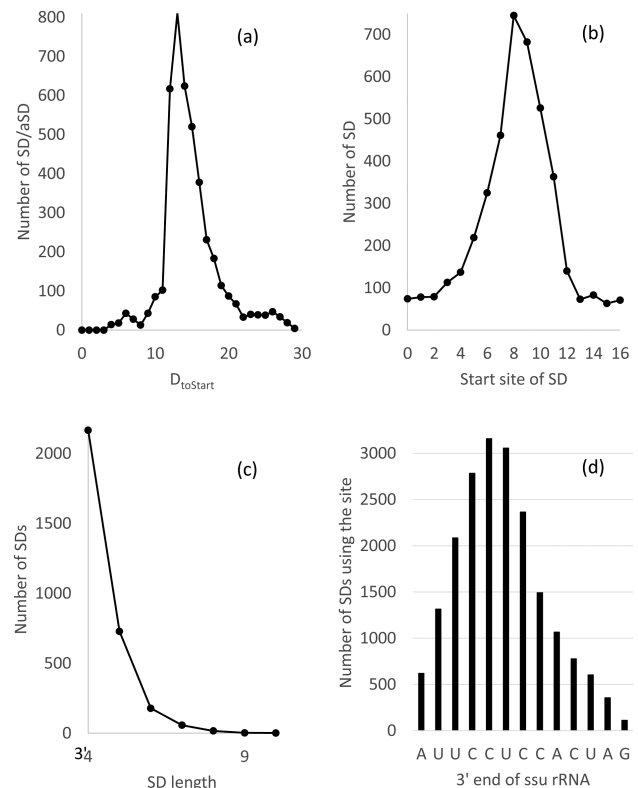 (a)
Number of SD/aSD
800
700
600
500
400
300
200
100
0
0 10 20 30
DtoStart
(b)
Number of SD
700
600
500
400
300
200
100
0
0 2 4 6 8 10 12 14 16
Start site of SD
(c)
Number of SDs
2000
1500
1000
500
0
3' 4 9
SD length
(d)
Number of SDs using the site
3000
2500
2000
1500
1000
500
0
A U U C C U C C A C U A G
3' end of ssu rRNA